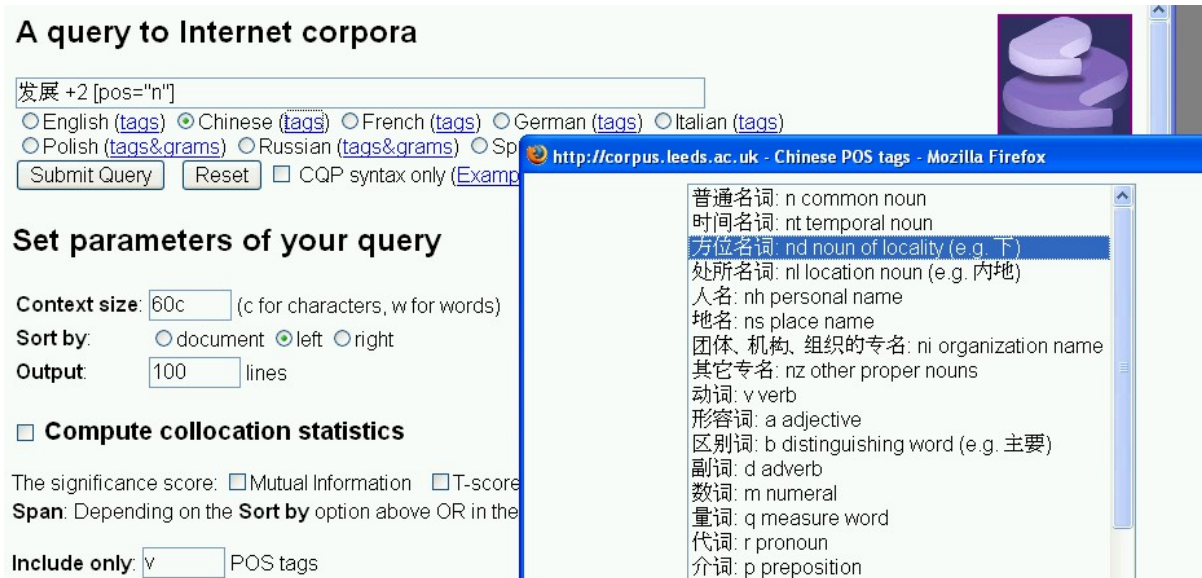 A query to Internet corpora
发展 +2 [pos="n"]
English (tags) Chinese (tags) French (tags) German (tags) Italian (tags)
Polish (tags&grams) Russian (tags&grams) Sp
Submit Query Reset CQP syntax only (Examp
Set parameters of your query
Context size: 60c (c for characters, w for words)
Sort by: document left right
Output: 100 lines
Compute collocation statistics
The significance score: Mutual Information T-score
Span: Depending on the Sort by option above OR in the
Include only: v POS tags
http://corpus.leeds.ac.uk - Chinese POS tags - Mozilla Firefox
普通名词: n common noun
时间名词: nt temporal noun
方位名词: nd noun of locality (e.g. 下)
处所名词: nl location noun (e.g. 内地)
人名: nh personal name
地名: ns place name
团体、机构、组织的专名: ni organization name
其它专名: nz other proper nouns
动词: v verb
形容词: a adjective
区别词: b distinguishing word (e.g. 主要)
副词: d adverb
数词: m numeral
量词: q measure word
代词: r pronoun
介词: p preposition